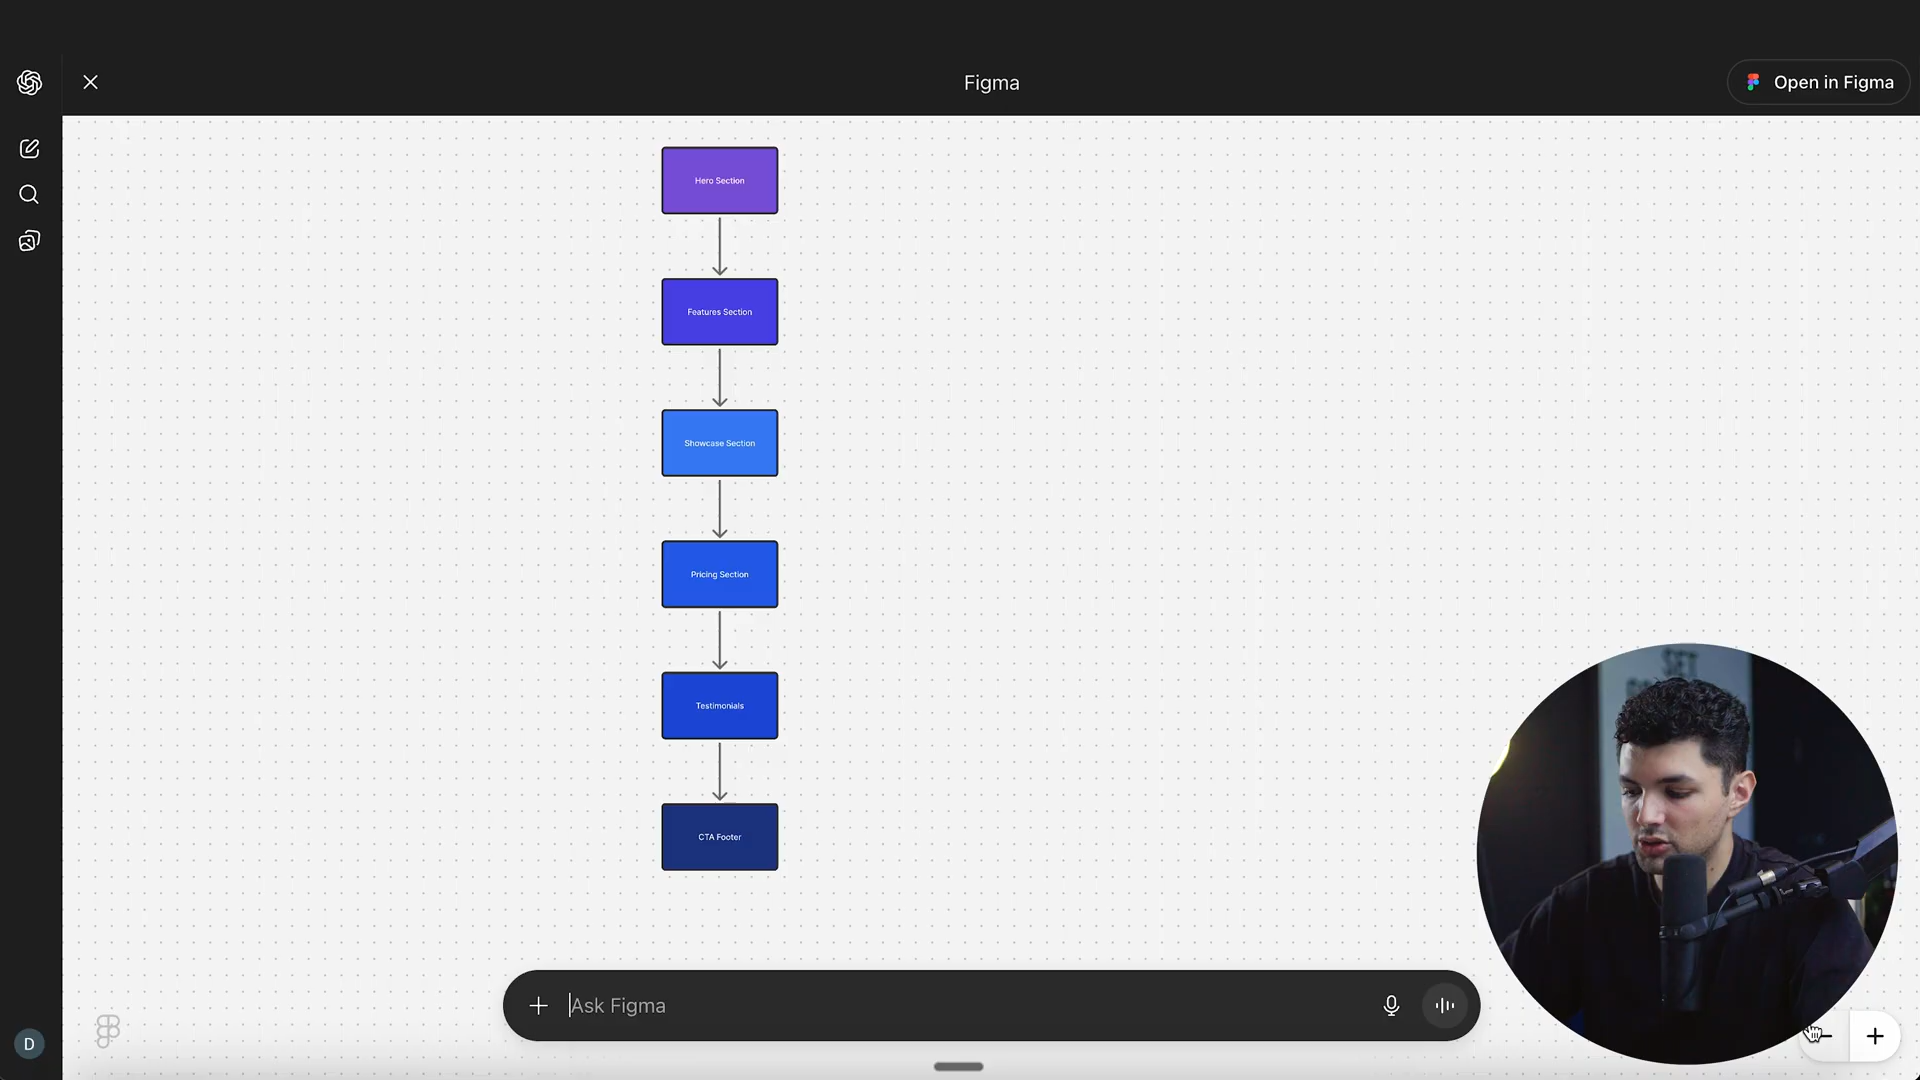 Figma
Open in Figma
Hero Section
Features Section
Showcase Section
Pricing Section
Testimonials
CTA Footer
Ask Figma
D